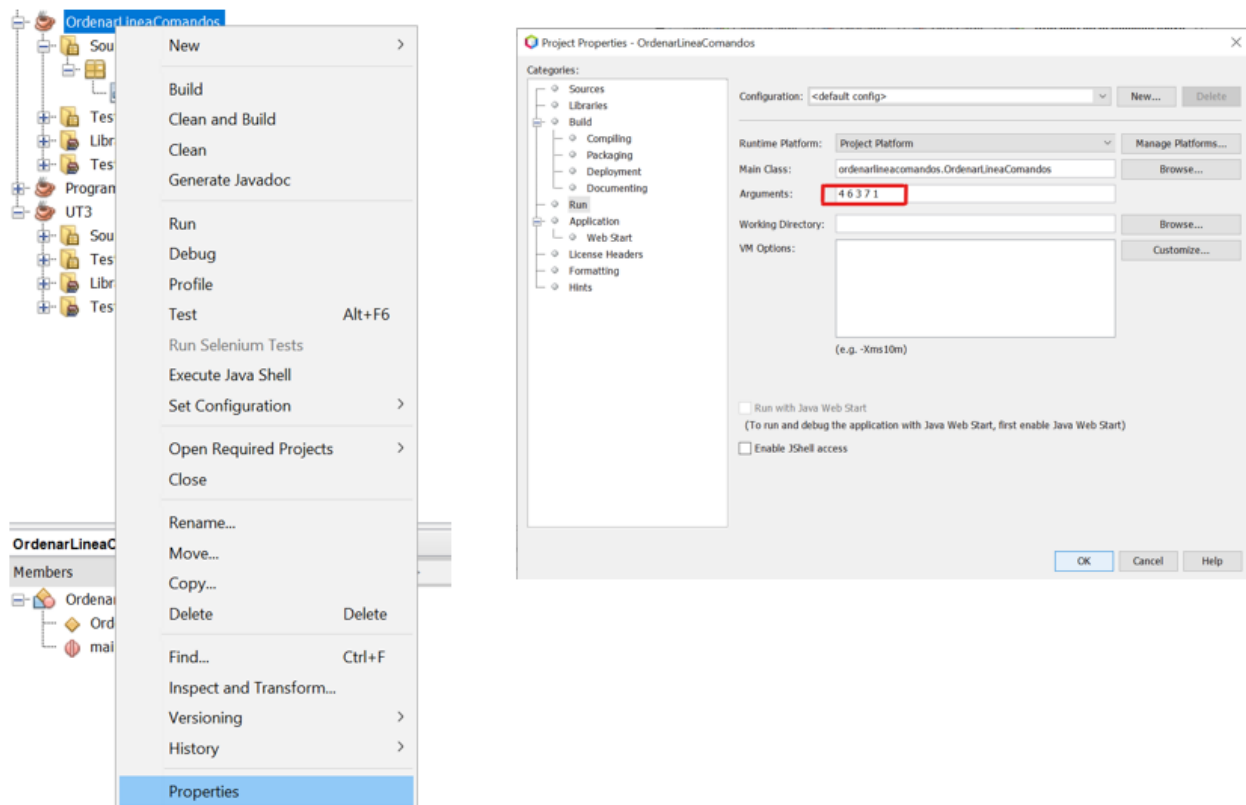 OrdenarLineaComandos
Sou
Tes
Libr
Tes
Program
UT3
Sou
Tes
Libr
Tes
New
Build
Clean and Build
Clean
Generate Javadoc
Run
Debug
Profile
Test Alt+F6
Run Selenium Tests
Execute Java Shell
Set Configuration
Open Required Projects
Close
Rename...
Move...
Copy...
Delete Delete
Find... Ctrl+F
Inspect and Transform...
Versioning
History
Properties
OrdenarLineaC
Members
Ordena
Ord
mai
Project Properties - OrdenarLineaComandos
Categories:
Sources
Libraries
Build
Compiling
Packaging
Deployment
Documenting
Run
Application
Web Start
License Headers
Formatting
Hints
Configuration: <default config> New... Delete
Runtime Platform: Project Platform Manage Platforms...
Main Class: ordenarlineacomandos.OrdenarLineaComandos Browse...
Arguments: 4 6 3 7 1
Working Directory: Browse...
VM Options: Customize...
(e.g. -Xms10m)
Run with Java Web Start
(To run and debug the application with Java Web Start, first enable Java Web Start)
Enable JShell access
OK Cancel Help